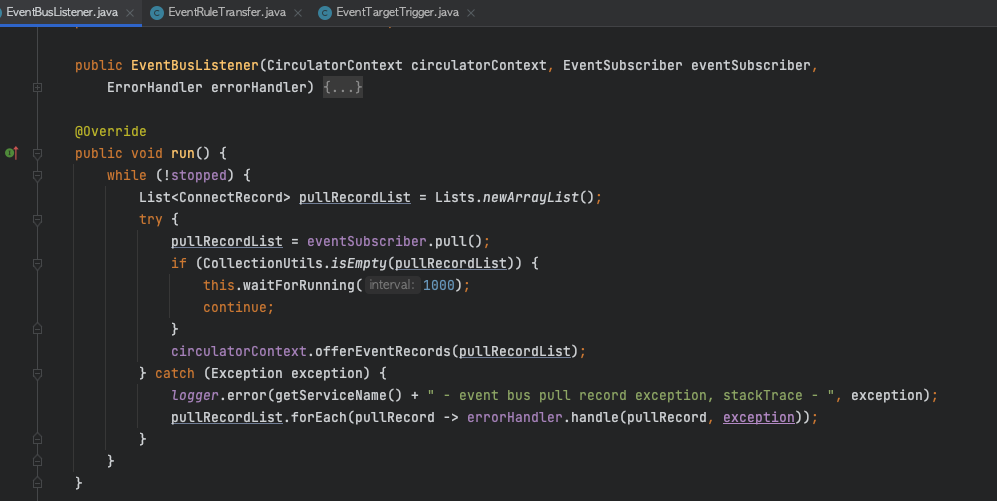 EventBusListener.java × EventRuleTransfer.java × EventTargetTrigger.java ×
public EventBusListener(CirculatorContext circulatorContext, EventSubscriber eventSubscriber,
ErrorHandler errorHandler) {...}
@Override
public void run() {
while (!stopped) {
List<ConnectRecord> pullRecordList = Lists.newArrayList();
try {
pullRecordList = eventSubscriber.pull();
if (CollectionUtils.isEmpty(pullRecordList)) {
this.waitForRunning( interval: 1000);
continue;
}
circulatorContext.offerEventRecords(pullRecordList);
} catch (Exception exception) {
logger.error(getServiceName() + " - event bus pull record exception, stackTrace - ", exception);
pullRecordList.forEach(pullRecord -> errorHandler.handle(pullRecord, exception));
}
}
}